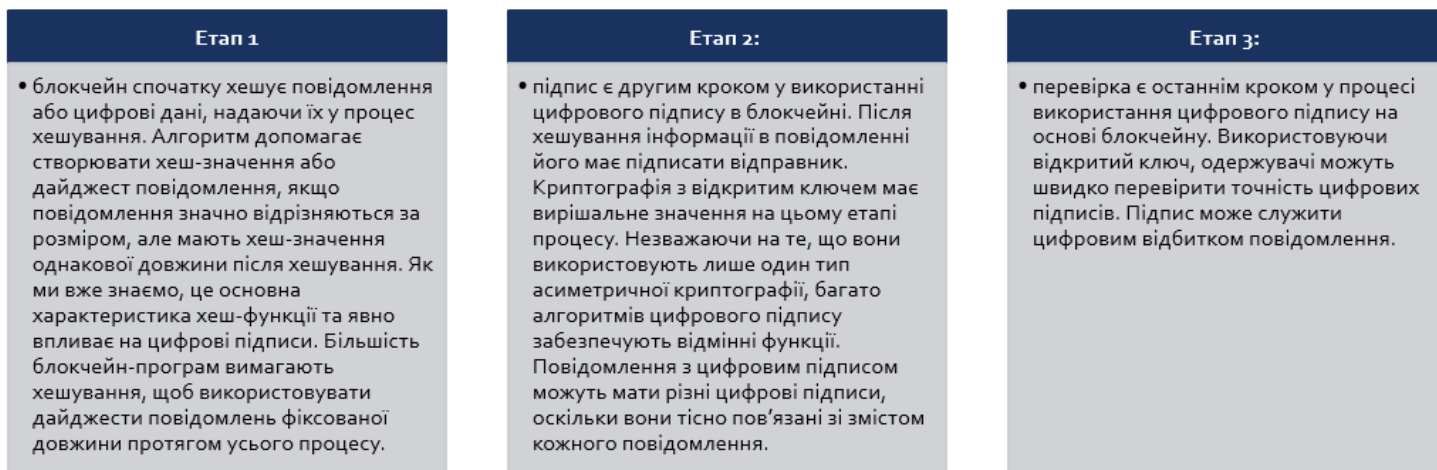 Етап 1
• блокчейн спочатку хешує повідомлення
або цифрові дані, надаючи їх у процес
хешування. Алгоритм допомагає
створювати хеш-значення або
дайджест повідомлення, якщо
повідомлення значно відрізняються за
розміром, але мають хеш-значення
однакової довжини після хешування. Як
ми вже знаємо, це основна
характеристика хеш-функції та явно
впливає на цифрові підписи. Більшість
блокчейн-програм вимагають
хешування, щоб використовувати
дайджести повідомлень фіксованої
довжини протягом усього процесу.
Етап 2:
• підпис є другим кроком у використанні
цифрового підпису в блокчейні. Після
хешування інформації в повідомленні
його має підписати відправник.
Криптографія з відкритим ключем має
вирішальне значення на цьому етапі
процесу. Незважаючи на те, що вони
використовують лише один тип
асиметричної криптографії, багато
алгоритмів цифрового підпису
забезпечують відмінні функції.
Повідомлення з цифровим підписом
можуть мати різні цифрові підписи,
оскільки вони тісно пов’язані зі змістом
кожного повідомлення.
Етап 3:
• перевірка є останнім кроком у процесі
використання цифрового підпису на
основі блокчейну. Використовуючи
відкритий ключ, одержувачі можуть
швидко перевірити точність цифрових
підписів. Підпис може служити
цифровим відбитком повідомлення.